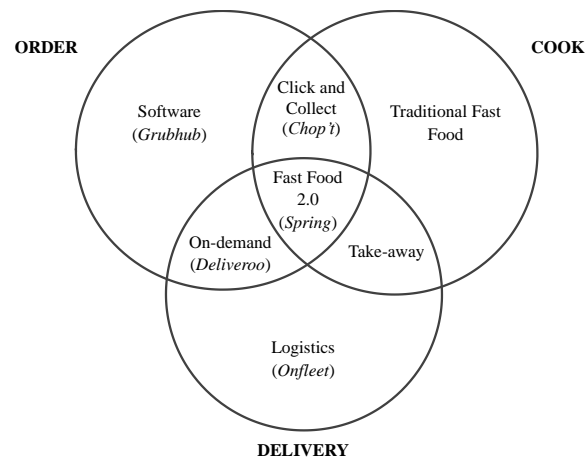 ORDER
COOK
Click and
Collect
(Chop't)
Software
(Grubhub)
Traditional Fast
Food
Fast Food
2.0
(Spring)
On-demand
(Deliveroo)
Take-away
Logistics
(Onfleet)
DELIVERY